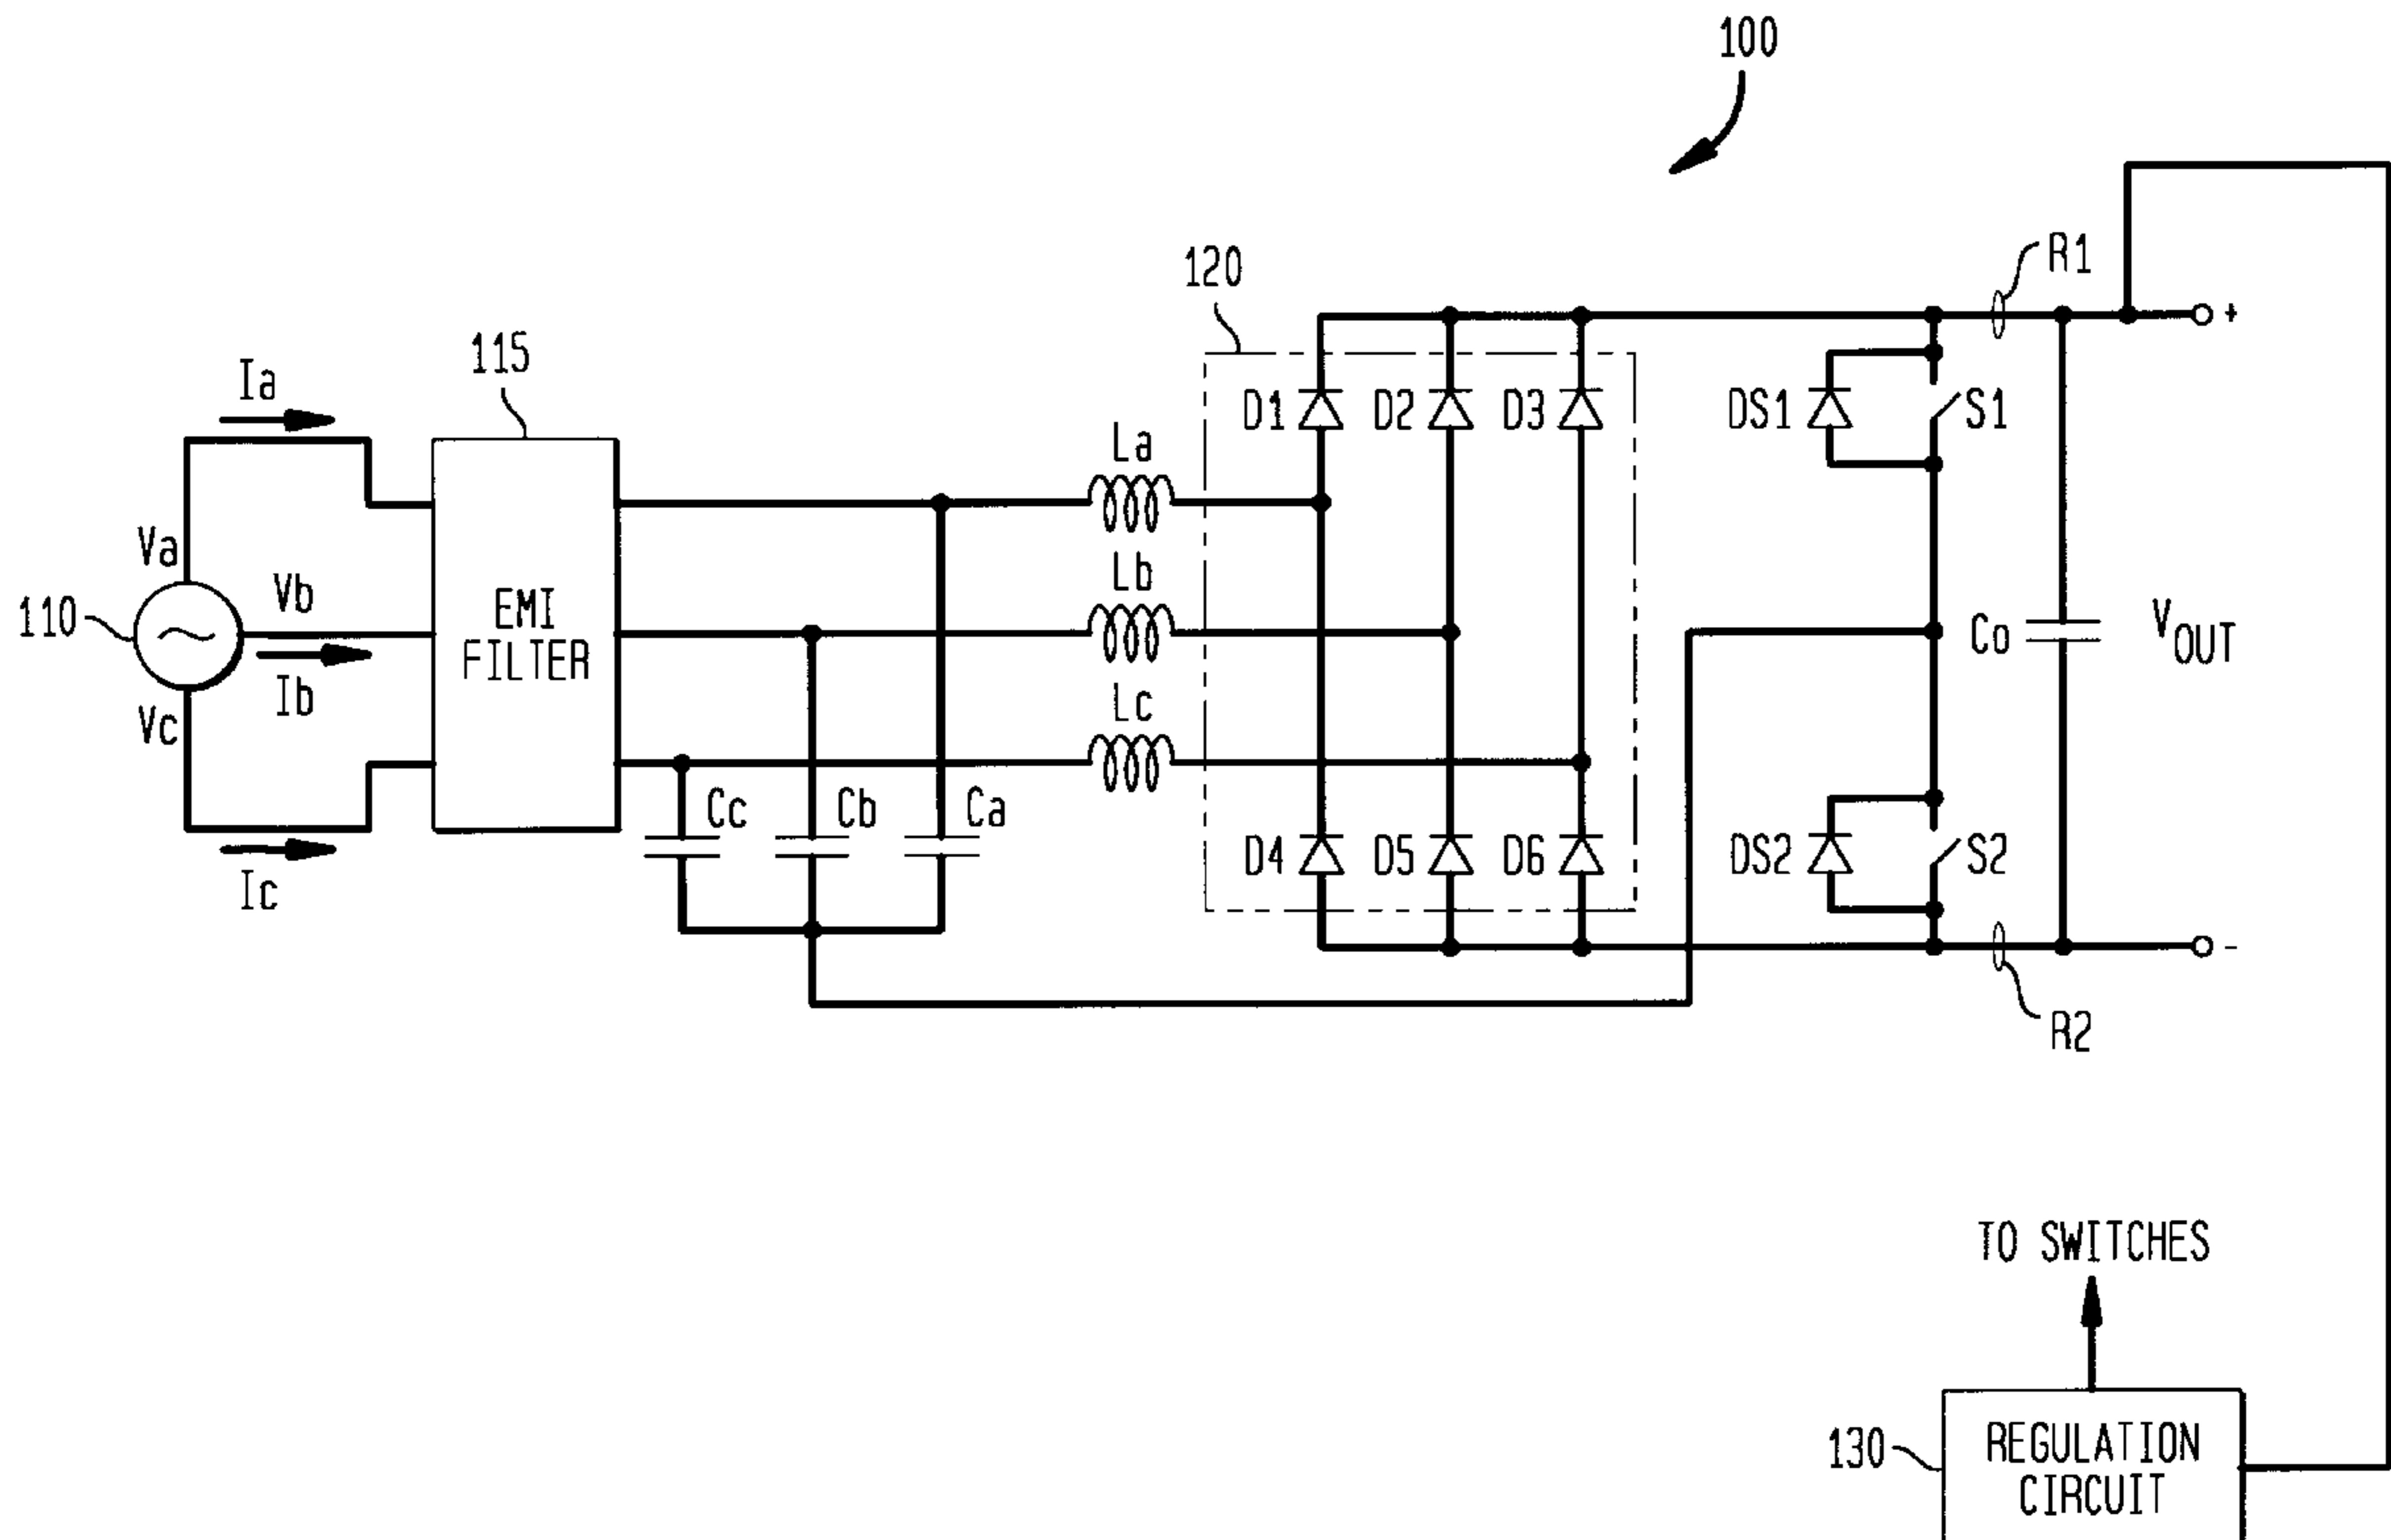 100
R1
120
+
115
Ia
D1
D2
D3
DS1
S1
La
Va
Lb
Vb
110
EMI
FILTER
Co
VOUT
Ib
Lc
Vc
Cc
Cb
Ca
D4
D5
D6
DS2
S2
Ic
-
R2
TO SWITCHES
130
REGULATION
CIRCUIT